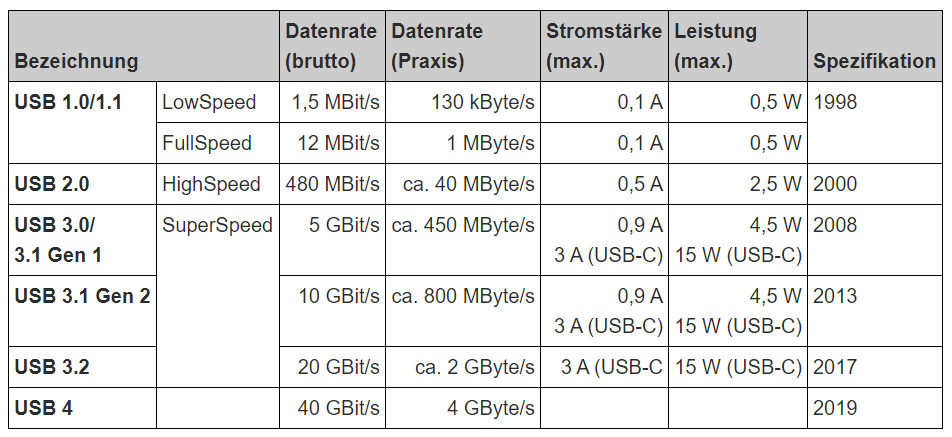 Bezeichnung Datenrate (brutto) Datenrate (Praxis) Stromstärke (max.) Leistung (max.) Spezifikation
USB 1.0/1.1 LowSpeed 1,5 MBit/s 130 kByte/s 0,1 A 0,5 W 1998
FullSpeed 12 MBit/s 1 MByte/s 0,1 A 0,5 W
USB 2.0 HighSpeed 480 MBit/s ca. 40 MByte/s 0,5 A 2,5 W 2000
USB 3.0/ SuperSpeed 5 GBit/s ca. 450 MByte/s 0,9 A 4,5 W 2008
3.1 Gen 1 3 A (USB-C) 15 W (USB-C)
USB 3.1 Gen 2 10 GBit/s ca. 800 MByte/s 0,9 A 4,5 W 2013
3 A (USB-C) 15 W (USB-C)
USB 3.2 20 GBit/s ca. 2 GByte/s 3 A (USB-C 15 W (USB-C) 2017
USB 4 40 GBit/s 4 GByte/s 2019